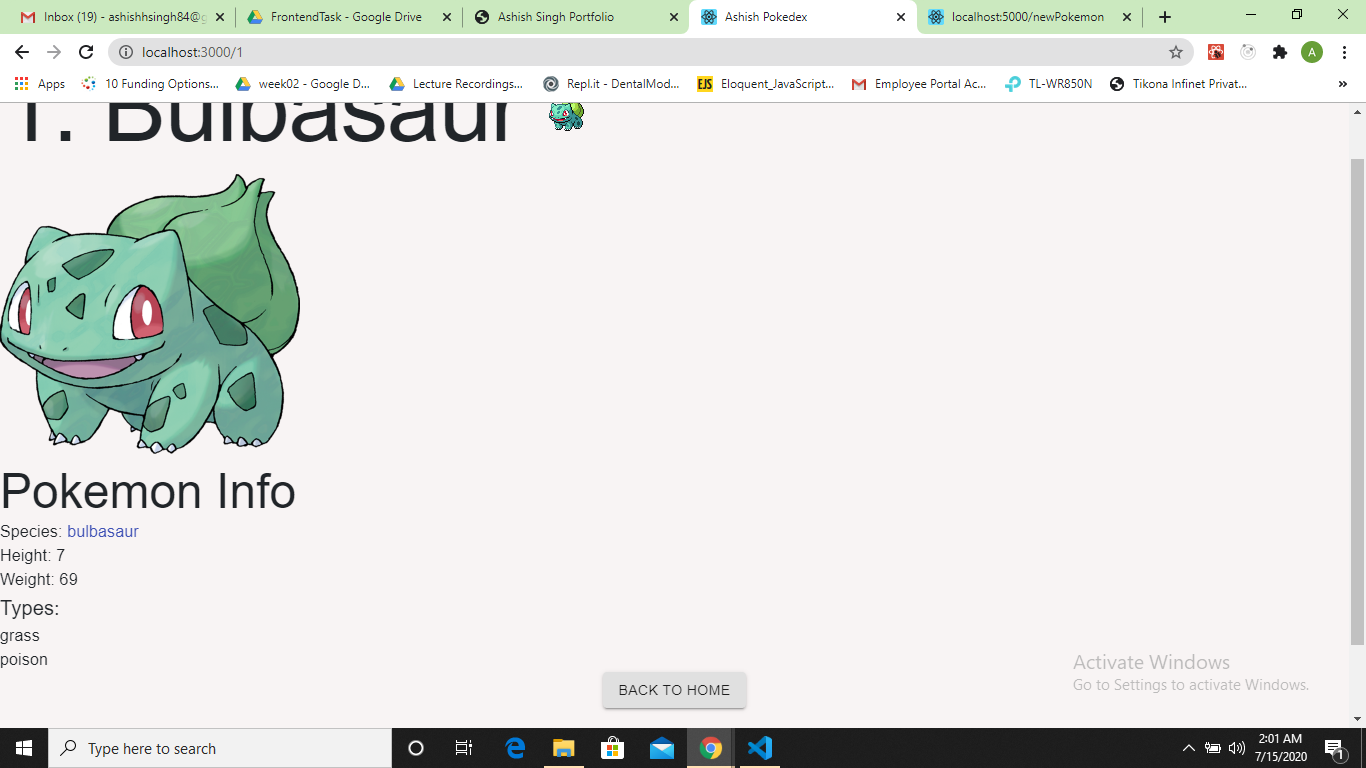 Inbox (19) - ashishhsingh84@g
FrontendTask - Google Drive
Ashish Singh Portfolio
Ashish Pokedex
localhost:5000/newPokemon
localhost:3000/1
A
Apps
10 Funding Options...
week02 - Google D...
Lecture Recordings...
Repl.it - DentalMod...
EJS
Eloquent_JavaScript...
Employee Portal Ac...
TL-WR850N
Tikona Infinet Privat...
»
1. Bulbasaur
Pokemon Info
Species: bulbasaur
Height: 7
Weight: 69
Types:
grass
poison
BACK TO HOME
Activate Windows
Go to Settings to activate Windows.
Type here to search
2:01 AM
7/15/2020
1